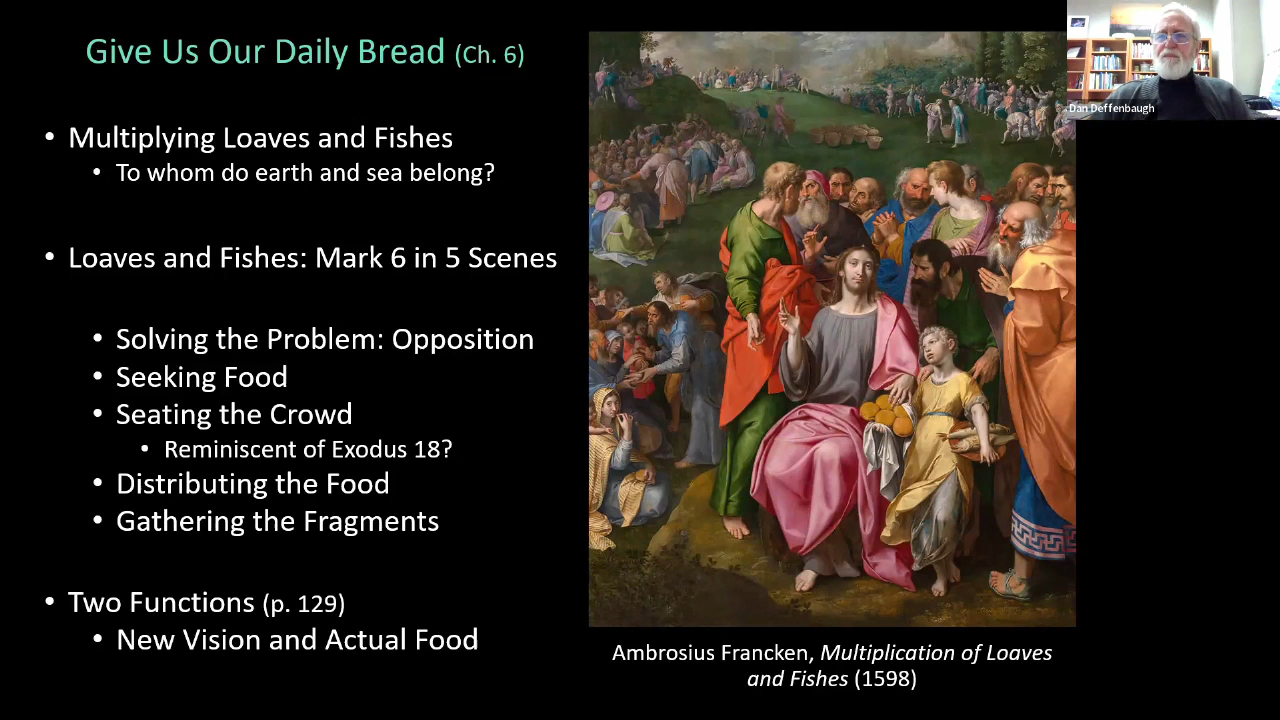 Give Us Our Daily Bread (Ch. 6)
• Multiplying Loaves and Fishes
• To whom do earth and sea belong?
• Loaves and Fishes: Mark 6 in 5 Scenes
• Solving the Problem: Opposition
• Seeking Food
• Seating the Crowd
• Reminiscent of Exodus 18?
• Distributing the Food
• Gathering the Fragments
• Two Functions (p. 129)
• New Vision and Actual Food
Ambrosius Francken, Multiplication of Loaves
and Fishes (1598)
Dan Deffenbaugh